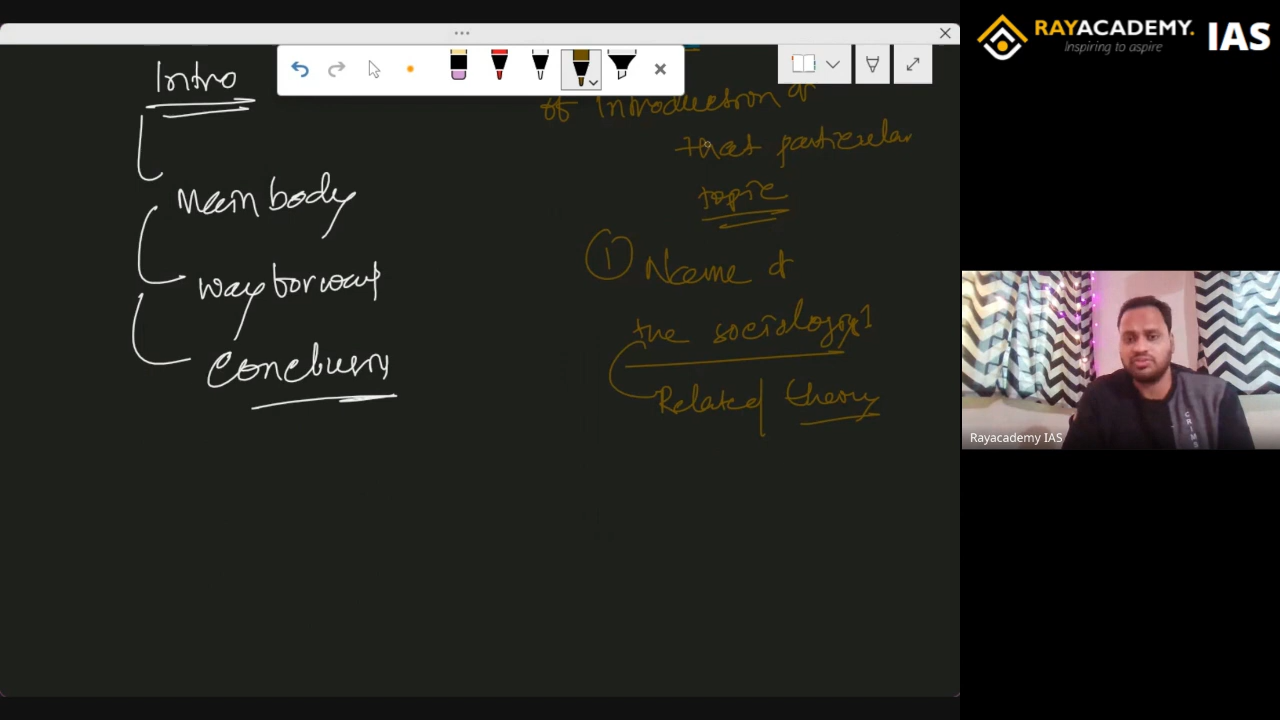 Intro
Main body
way forward
Conclusion
of Introduction of
that particular
topic
① Name of
the sociologist
Related theory
RAYACADEMY. IAS
Inspiring to aspire
CRIMS
Rayacademy IAS